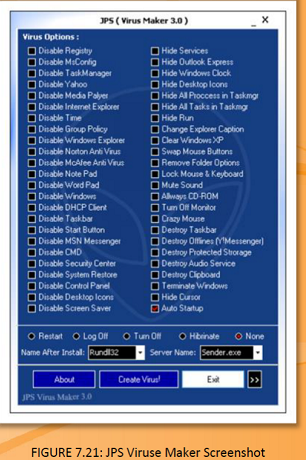 JPS ( Virus Maker 3.0 )
_ X
Virus Options :
Disable Registry
Disable MsConfig
Disable TaskManager
Disable Yahoo
Disable Media Palyer
Disable Internet Explorer
Disable Time
Disable Group Policy
Disable Windows Explorer
Disable Norton Anti Virus
Disable McAfee Anti Virus
Disable Note Pad
Disable Word Pad
Disable Windows
Disable DHCP Client
Disable Taskbar
Disable Start Button
Disable MSN Messenger
Disable CMD
Disable Security Center
Disable System Restore
Disable Control Panel
Disable Desktop Icons
Disable Screen Saver
Hide Services
Hide Outlook Express
Hide Windows Clock
Hide Desktop Icons
Hide All Proccess in Taskmgr
Hide All Tasks in Taskmgr
Hide Run
Change Explorer Caption
Clear Windows XP
Swap Mouse Buttons
Remove Folder Options
Lock Mouse & Keyboard
Mute Sound
Allways CD-ROM
Turn Off Monitor
Crazy Mouse
Destroy Taskbar
Destroy Offlines (Y!Messenger)
Destroy Protected Storage
Destroy Audio Service
Destroy Clipboard
Terminate Windows
Hide Cursor
Auto Startup
Restart Log Off Turn Off Hibrinate None
Name After Install: Rundll32 Server Name: Sender.exe
About Create Virus! Exit >>
JPS Virus Maker 3.0
FIGURE 7.21: JPS Viruse Maker Screenshot